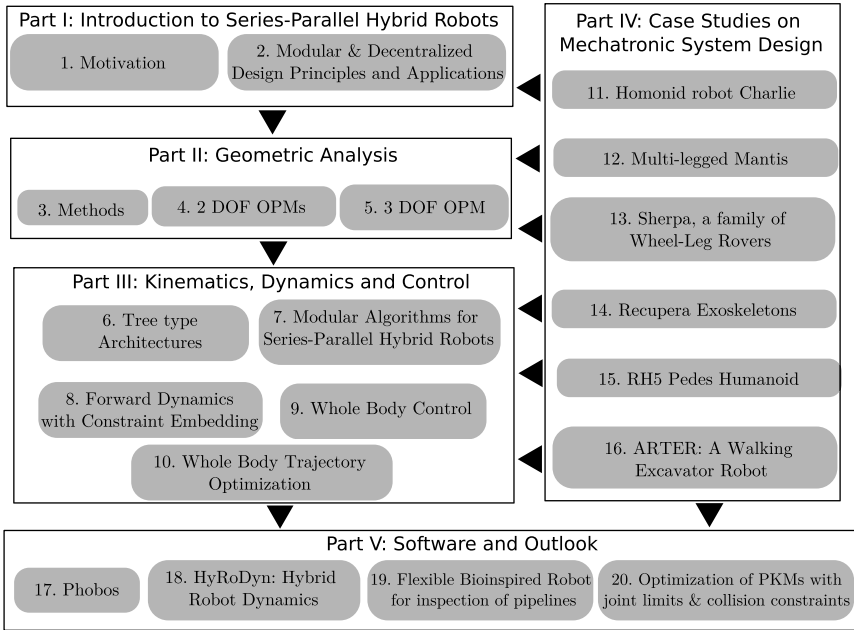 Part I: Introduction to Series-Parallel Hybrid Robots
1. Motivation
2. Modular & Decentralized
Design Principles and Applications
Part II: Geometric Analysis
3. Methods
4. 2 DOF OPMs
5. 3 DOF OPM
Part III: Kinematics, Dynamics and Control
6. Tree type
Architectures
7. Modular Algorithms for
Series-Parallel Hybrid Robots
8. Forward Dynamics
with Constraint Embedding
9. Whole Body Control
10. Whole Body Trajectory
Optimization
Part IV: Case Studies on
Mechatronic System Design
11. Homonid robot Charlie
12. Multi-legged Mantis
13. Sherpa, a family of
Wheel-Leg Rovers
14. Recupera Exoskeletons
15. RH5 Pedes Humanoid
16. ARTER: A Walking
Excavator Robot
Part V: Software and Outlook
17. Phobos
18. HyRoDyn: Hybrid
Robot Dynamics
19. Flexible Bioinspired Robot
for inspection of pipelines
20. Optimization of PKMs with
joint limits & collision constraints